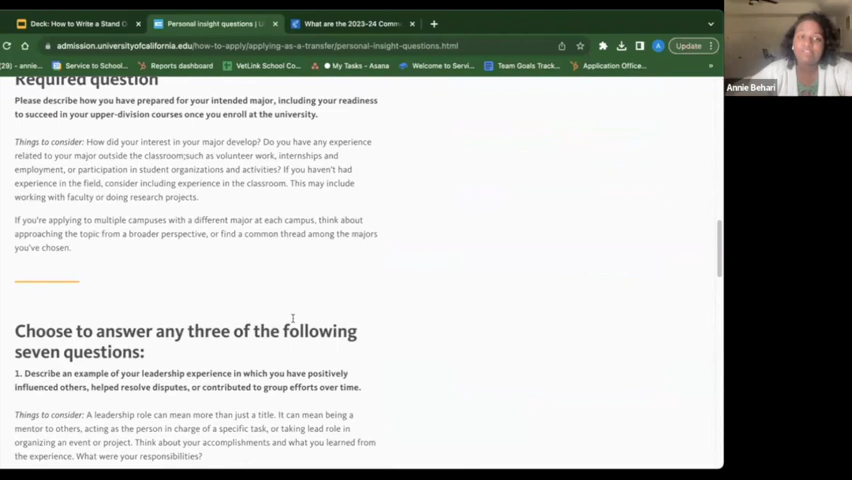 Deck: How to Write a Stand O
Personal insight questions | U
What are the 2023-24 Comm
admission.universityofcalifornia.edu/how-to-apply/applying-as-a-transfer/personal-insight-questions.html
Update
(29) - annie...
Service to School...
Reports dashboard
VetLink School Co...
My Tasks - Asana
Welcome to Servi...
Team Goals Track...
Application Office...
Annie Behari
Required question
Please describe how you have prepared for your intended major, including your readiness
to succeed in your upper-division courses once you enroll at the university.
Things to consider: How did your interest in your major develop? Do you have any experience
related to your major outside the classroom;such as volunteer work, internships and
employment, or participation in student organizations and activities? If you haven't had
experience in the field, consider including experience in the classroom. This may include
working with faculty or doing research projects.
If you're applying to multiple campuses with a different major at each campus, think about
approaching the topic from a broader perspective, or find a common thread among the majors
you've chosen.
Choose to answer any three of the following
seven questions:
1. Describe an example of your leadership experience in which you have positively
influenced others, helped resolve disputes, or contributed to group efforts over time.
Things to consider: A leadership role can mean more than just a title. It can mean being a
mentor to others, acting as the person in charge of a specific task, or taking lead role in
organizing an event or project. Think about your accomplishments and what you learned from
the experience. What were your responsibilities?